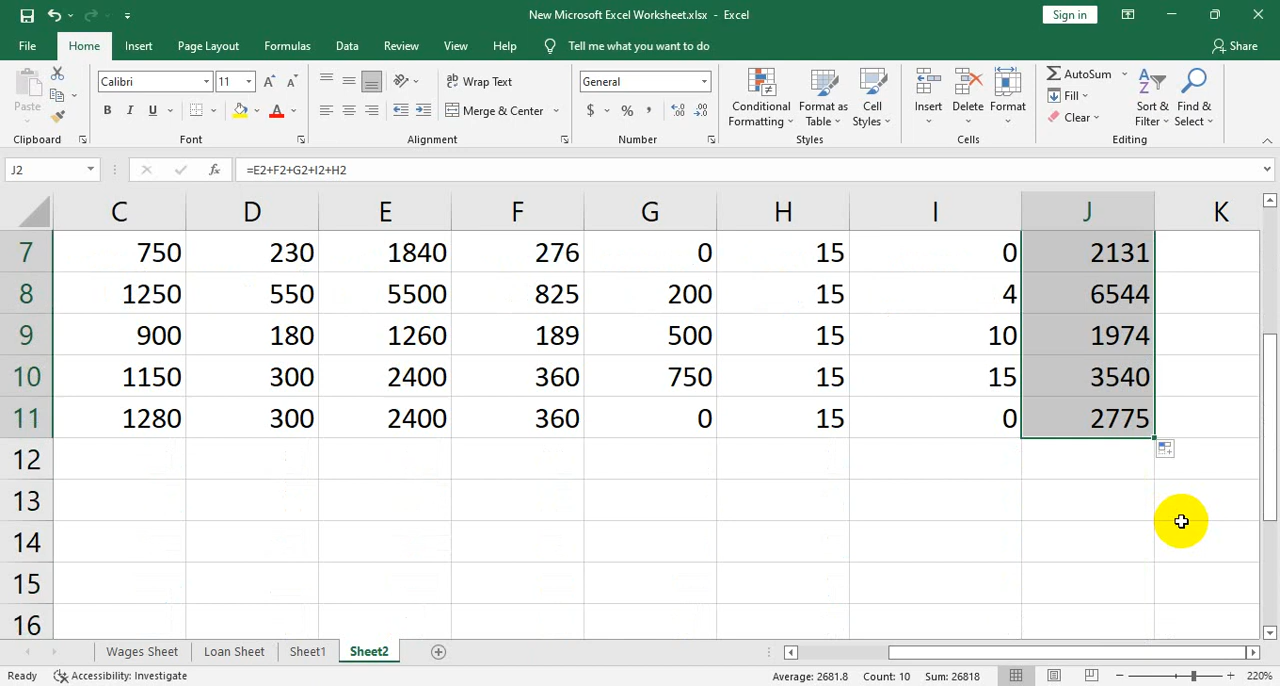 New Microsoft Excel Worksheet.xlsx - Excel
Sign in
File Home Insert Page Layout Formulas Data Review View Help Tell me what you want to do Share
Calibri 11 Wrap Text General AutoSum
Paste B I U Merge & Center $ % , Conditional Formatting Format as Table Cell Styles Insert Delete Format Fill Clear Sort & Filter Find & Select
Clipboard Font Alignment Number Styles Cells Editing
J2 fx =E2+F2+G2+I2+H2
C D E F G H I J K
7 750 230 1840 276 0 15 0 2131
8 1250 550 5500 825 200 15 4 6544
9 900 180 1260 189 500 15 10 1974
10 1150 300 2400 360 750 15 15 3540
11 1280 300 2400 360 0 15 0 2775
12
13
14
15
16
Wages Sheet Loan Sheet Sheet1 Sheet2
Ready Accessibility: Investigate Average: 2681.8 Count: 10 Sum: 26818 220%